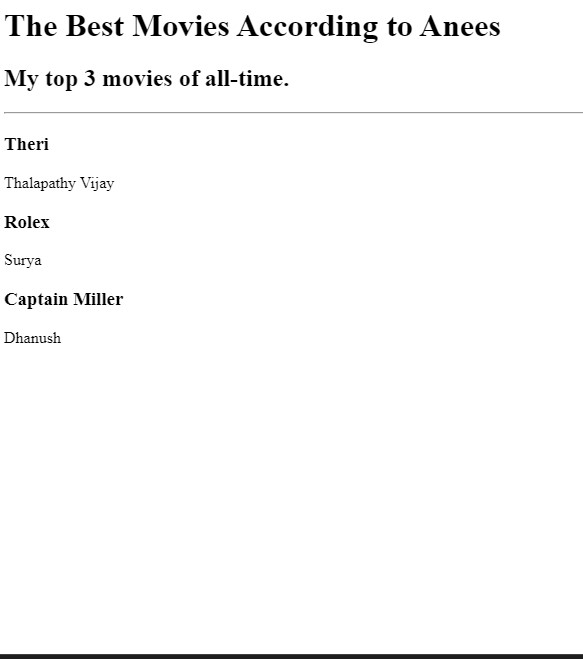 The Best Movies According to Anees
My top 3 movies of all-time.
Theri
Thalapathy Vijay
Rolex
Surya
Captain Miller
Dhanush